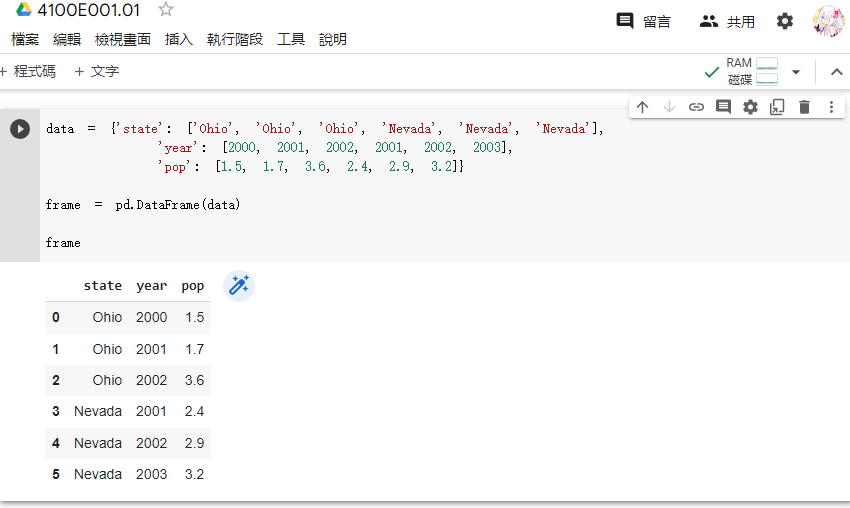 4100E001.01
留言 共用
檔案 編輯 檢視畫面 插入 執行階段 工具 說明
+ 程式碼 + 文字
RAM
磁碟
data = {'state': ['Ohio', 'Ohio', 'Ohio', 'Nevada', 'Nevada', 'Nevada'],
'year': [2000, 2001, 2002, 2001, 2002, 2003],
'pop': [1.5, 1.7, 3.6, 2.4, 2.9, 3.2]}
frame = pd.DataFrame(data)
frame
state year pop
0 Ohio 2000 1.5
1 Ohio 2001 1.7
2 Ohio 2002 3.6
3 Nevada 2001 2.4
4 Nevada 2002 2.9
5 Nevada 2003 3.2